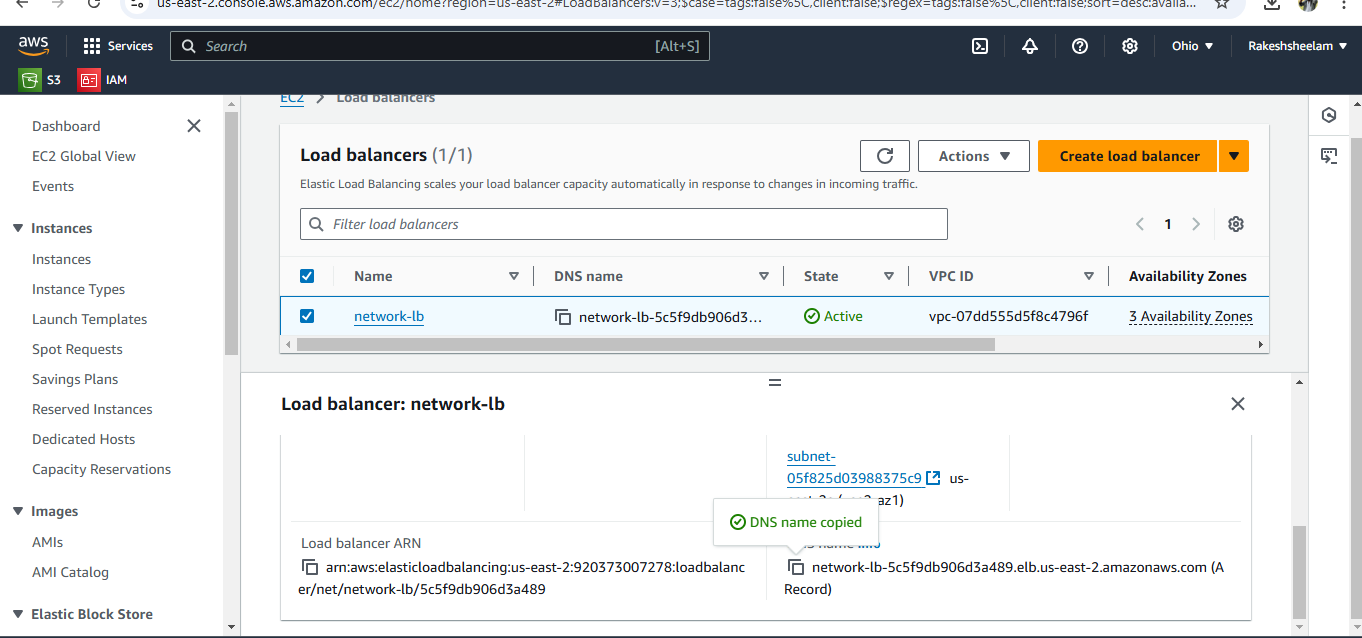 us-east-2.console.aws.amazon.com/ec2/home?region=us-east-2#LoadBalancers:v=3;$case=tags:false%5C,client:false;$regex=tags:false%5C,client:false;sort=desc:availa...
aws Services Search [Alt+S] Ohio Rakeshsheelam
S3 IAM
EC2 Load balancers
Dashboard
EC2 Global View
Events
Instances
Instances
Instance Types
Launch Templates
Spot Requests
Savings Plans
Reserved Instances
Dedicated Hosts
Capacity Reservations
Images
AMIs
AMI Catalog
Elastic Block Store
Load balancers (1/1)
Actions
Create load balancer
Elastic Load Balancing scales your load balancer capacity automatically in response to changes in incoming traffic.
Filter load balancers
1
Name DNS name State VPC ID Availability Zones
network-lb network-lb-5c5f9db906d3... Active vpc-07dd555d5f8c4796f 3 Availability Zones
Load balancer: network-lb
subnet-
05f825d03988375c9 us-
az1)
DNS name copied
Load balancer ARN
arn:aws:elasticloadbalancing:us-east-2:920373007278:loadbalanc
er/net/network-lb/5c5f9db906d3a489
network-lb-5c5f9db906d3a489.elb.us-east-2.amazonaws.com (A
Record)